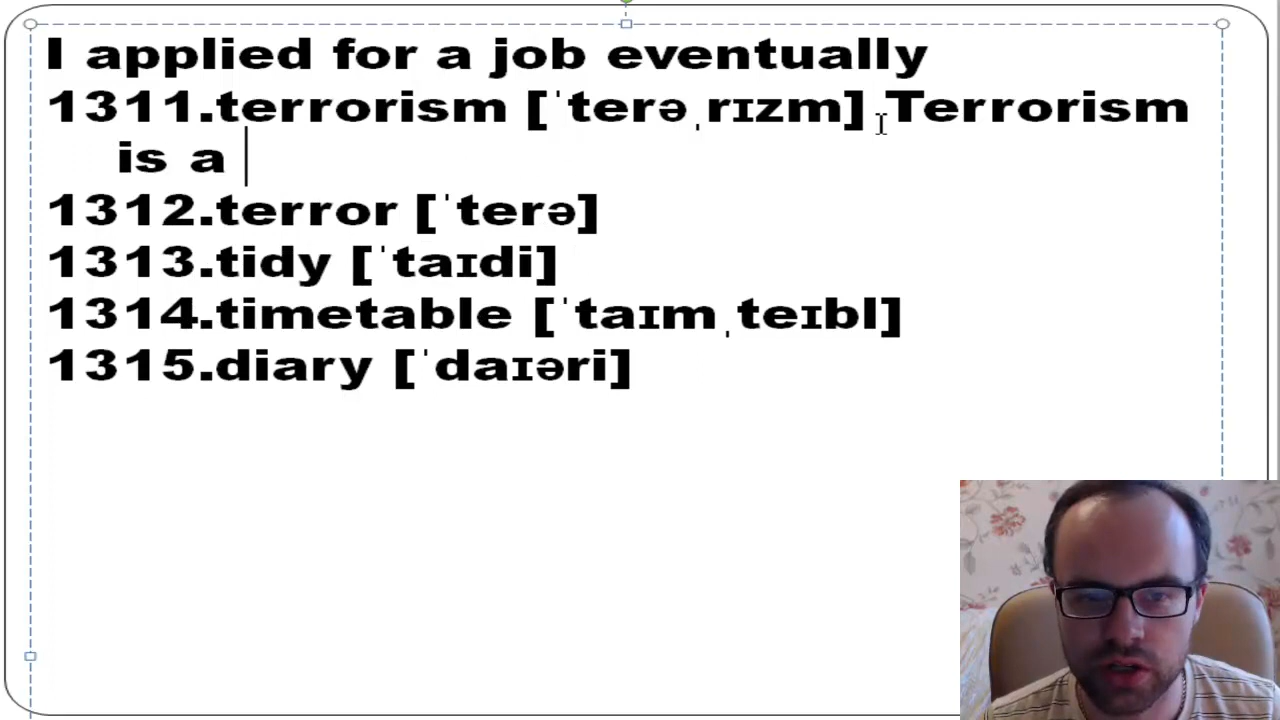 I applied for a job eventually
1311.terrorism [ˈterəˌrɪzm] Terrorism
is a
1312.terror [ˈterə]
1313.tidy [ˈtaɪdi]
1314.timetable [ˈtaɪmˌteɪbl]
1315.diary [ˈdaɪəri]